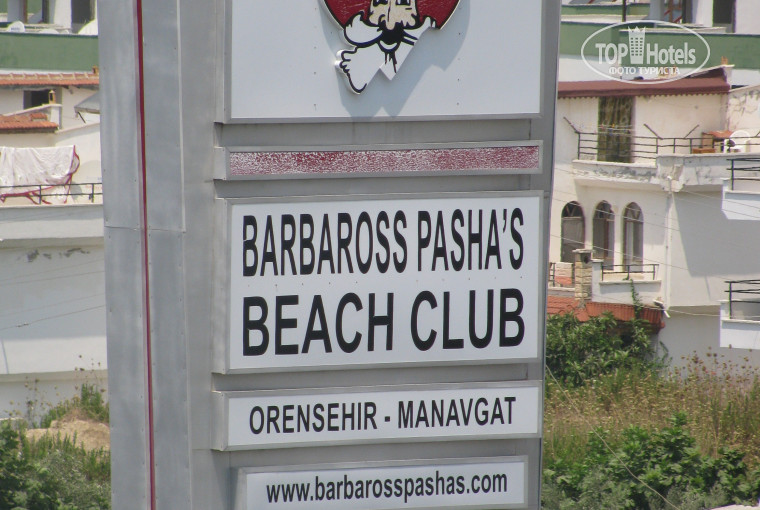 TOP Hotels
ФОТО ТУРИСТА
BARBAROSS PASHA'S
BEACH CLUB
ORENSEHIR - MANAVGAT
www.barbarosspashas.com